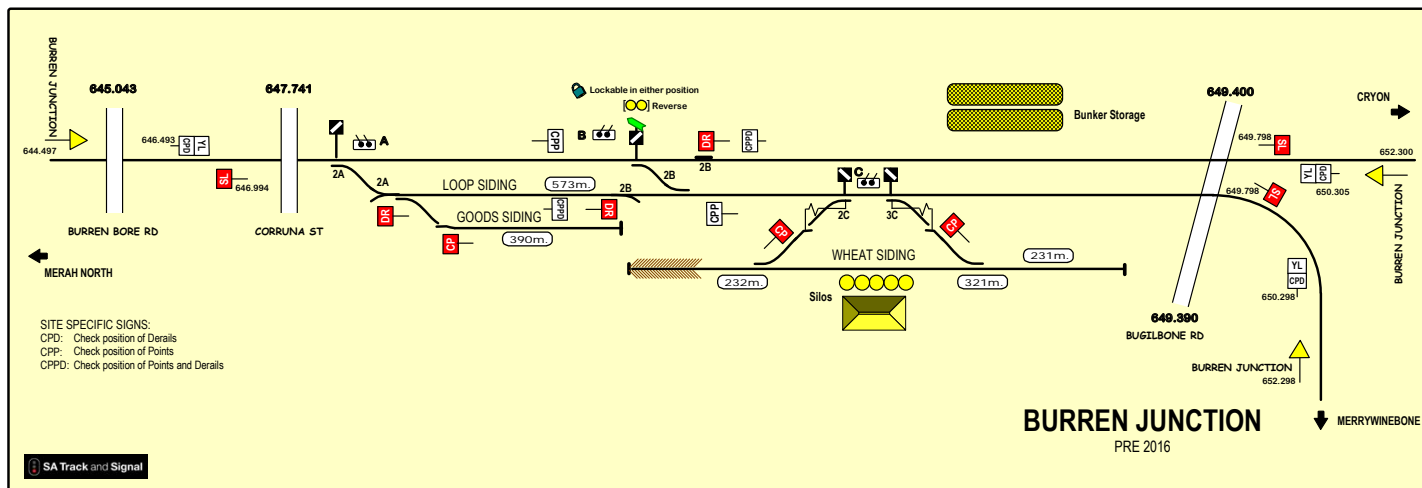 BURREN JUNCTION
644.497
645.043
BURREN BORE RD
646.493
CPD
YL
SL
646.994
647.741
CORRUNA ST
MERAH NORTH
A
2A
2A
LOOP SIDING
573m.
DR
GOODS SIDING
CP
390m.
Lockable in either position
[ ] Reverse
CPP
B
CPPD
DR
2B
2B
DR
2B
CPPD
CPP
C
2C
3C
CP
CP
WHEAT SIDING
232m.
231m.
321m.
Silos
Bunker Storage
649.400
649.390
BUGILBONE RD
649.798
SL
CRYON
652.300
YL
CPD
650.305
649.798
SL
BURREN JUNCTION
YL
CPD
650.298
BURREN JUNCTION
652.298
MERRYWINEBONE
SITE SPECIFIC SIGNS:
CPD: Check position of Derails
CPP: Check position of Points
CPPD: Check position of Points and Derails
BURREN JUNCTION
PRE 2016
SA Track and Signal